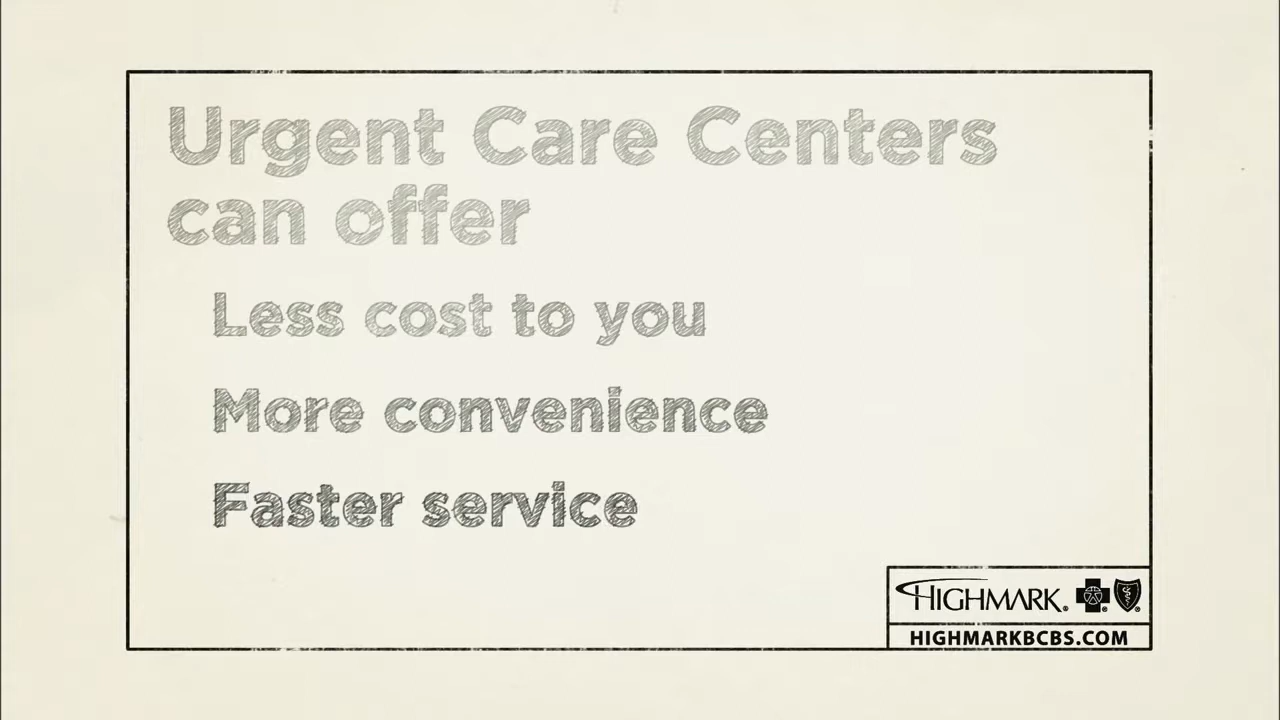 Urgent Care Centers
can offer
Less cost to you
More convenience
Faster service
HIGHMARK®
HIGHMARKBCBS.COM